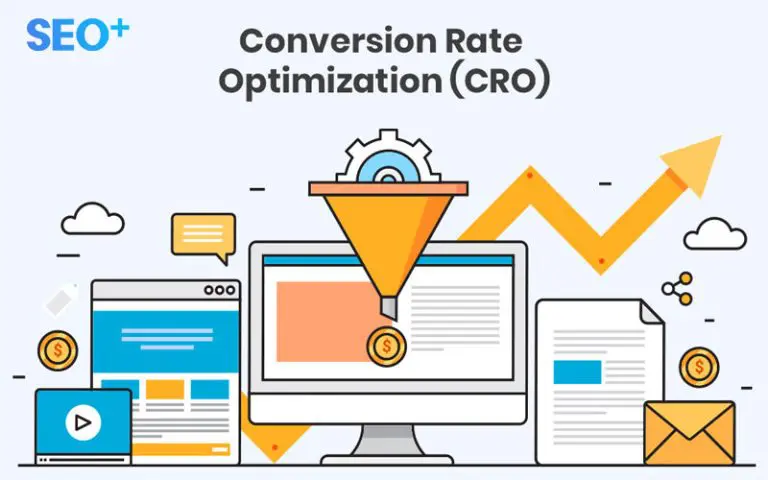 SEO+
Conversion Rate
Optimization (CRO)
$
$
$